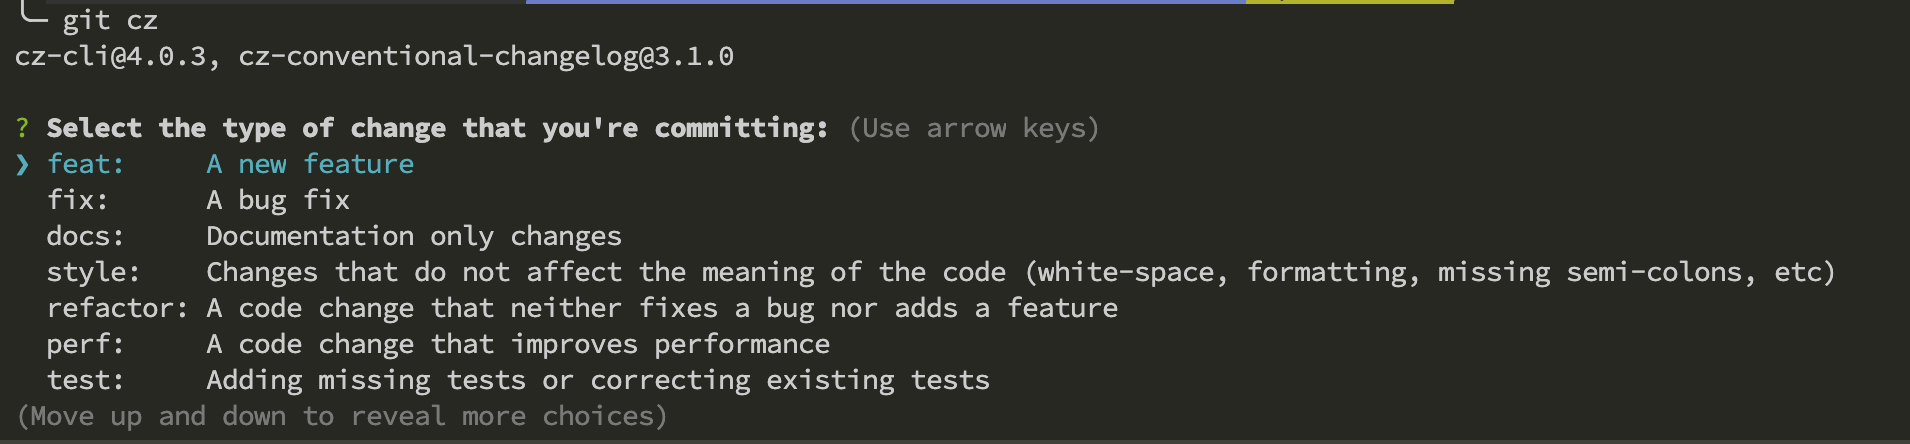 git cz
cz-cli@4.0.3, cz-conventional-changelog@3.1.0
? Select the type of change that you're committing: (Use arrow keys)
❯ feat:     A new feature
  fix:      A bug fix
  docs:     Documentation only changes
  style:    Changes that do not affect the meaning of the code (white-space, formatting, missing semi-colons, etc)
  refactor: A code change that neither fixes a bug nor adds a feature
  perf:     A code change that improves performance
  test:     Adding missing tests or correcting existing tests
(Move up and down to reveal more choices)